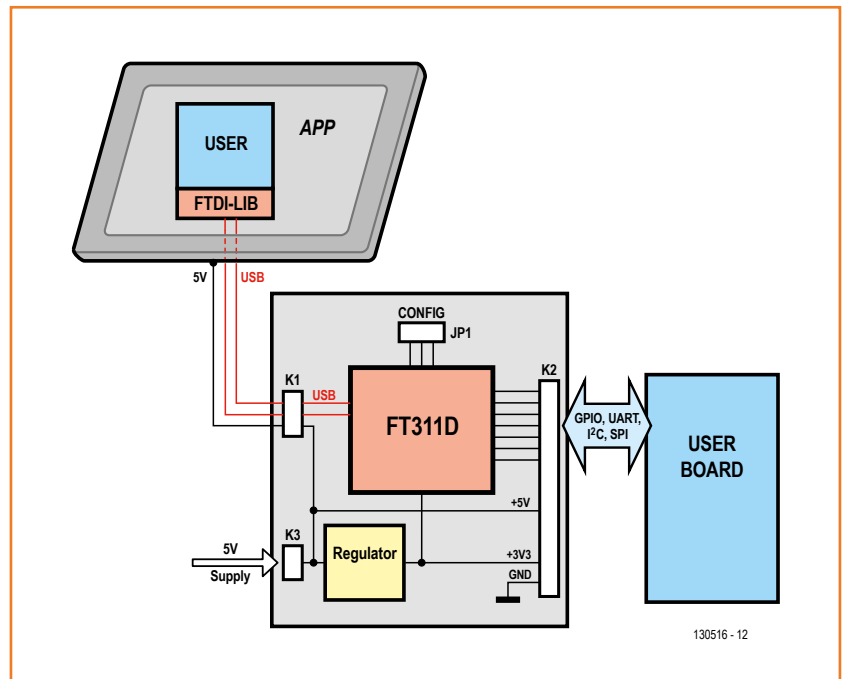 APP
USER
FTDI-LIB
5V
USB
CONFIG
JP1
K1
K2
USB
FT311D
GPIO, UART,
I²C, SPI
USER
BOARD
+5V
K3
5V
Supply
Regulator
+3V3
GND
130516 - 12